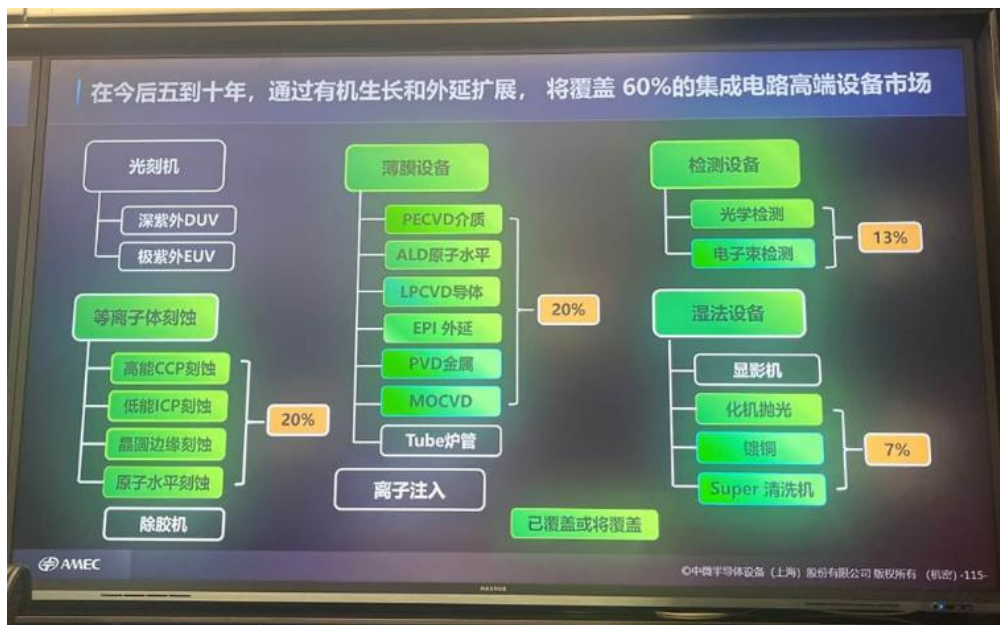 在今后五到十年，通过有机生长和外延扩展， 将覆盖 60%的集成电路高端设备市场
光刻机
深紫外DUV
极紫外EUV
等离子体刻蚀
高能CCP刻蚀
低能ICP刻蚀
晶圆边缘刻蚀
原子水平刻蚀
20%
除胶机
薄膜设备
PECVD介质
ALD原子水平
LPCVD导体
EPI 外延
PVD金属
MOCVD
20%
Tube炉管
离子注入
检测设备
光学检测
电子束检测
13%
湿法设备
显影机
化机抛光
镀铜
Super 清洗机
7%
已覆盖或将覆盖
AMEC
©中微半导体设备（上海）股份有限公司 版权所有 （机密）-115-
MAXHUB